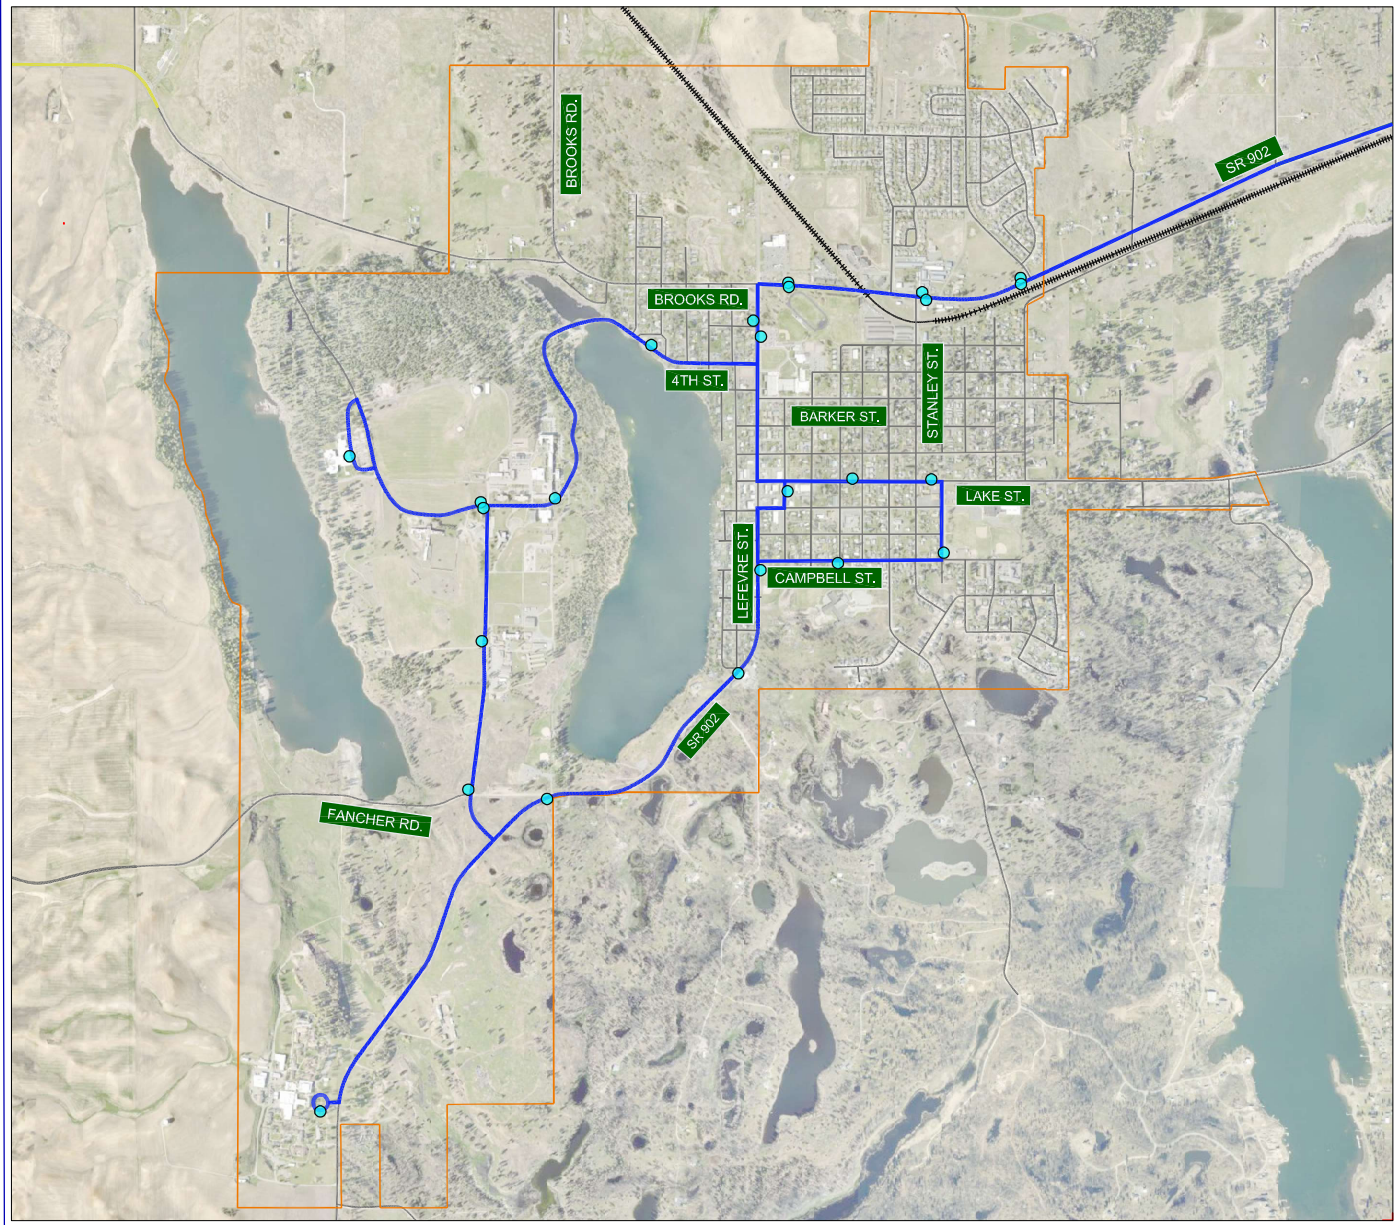 BROOKS RD.
SR 902
BROOKS RD.
4TH ST.
STANLEY ST.
BARKER ST.
LAKE ST.
LEFEVRE ST.
CAMPBELL ST.
SR 902
FANCHER RD.